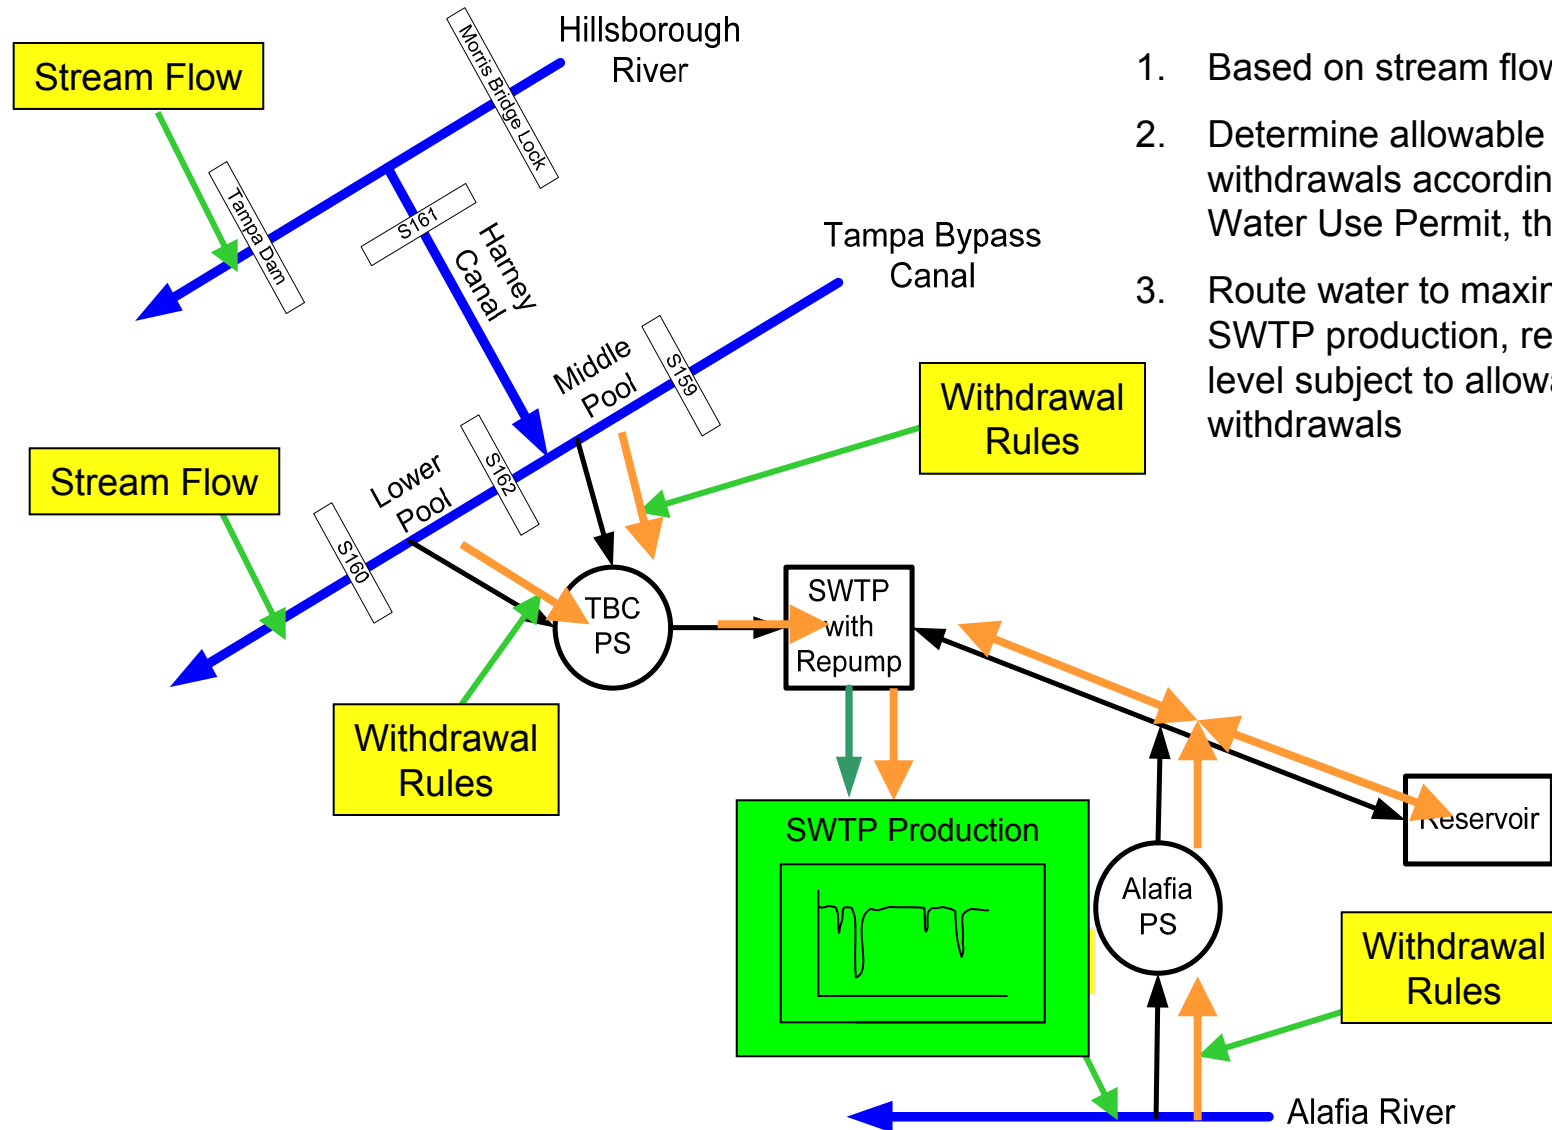 Hillsborough
River
Stream Flow
Morris Bridge Lock
Tampa Dam
S161
Harney
Canal
Tampa Bypass
Canal
1. Based on stream flow
2. Determine allowable
withdrawals accordin
Water Use Permit, th
3. Route water to maxin
SWTP production, re
level subject to allowa
withdrawals
Middle
Pool
S159
Withdrawal
Rules
Stream Flow
Lower
Pool
S162
S160
TBC
PS
SWTP
with
Repump
Withdrawal
Rules
SWTP Production
Reservoir
Alafia
PS
Withdrawal
Rules
Alafia River